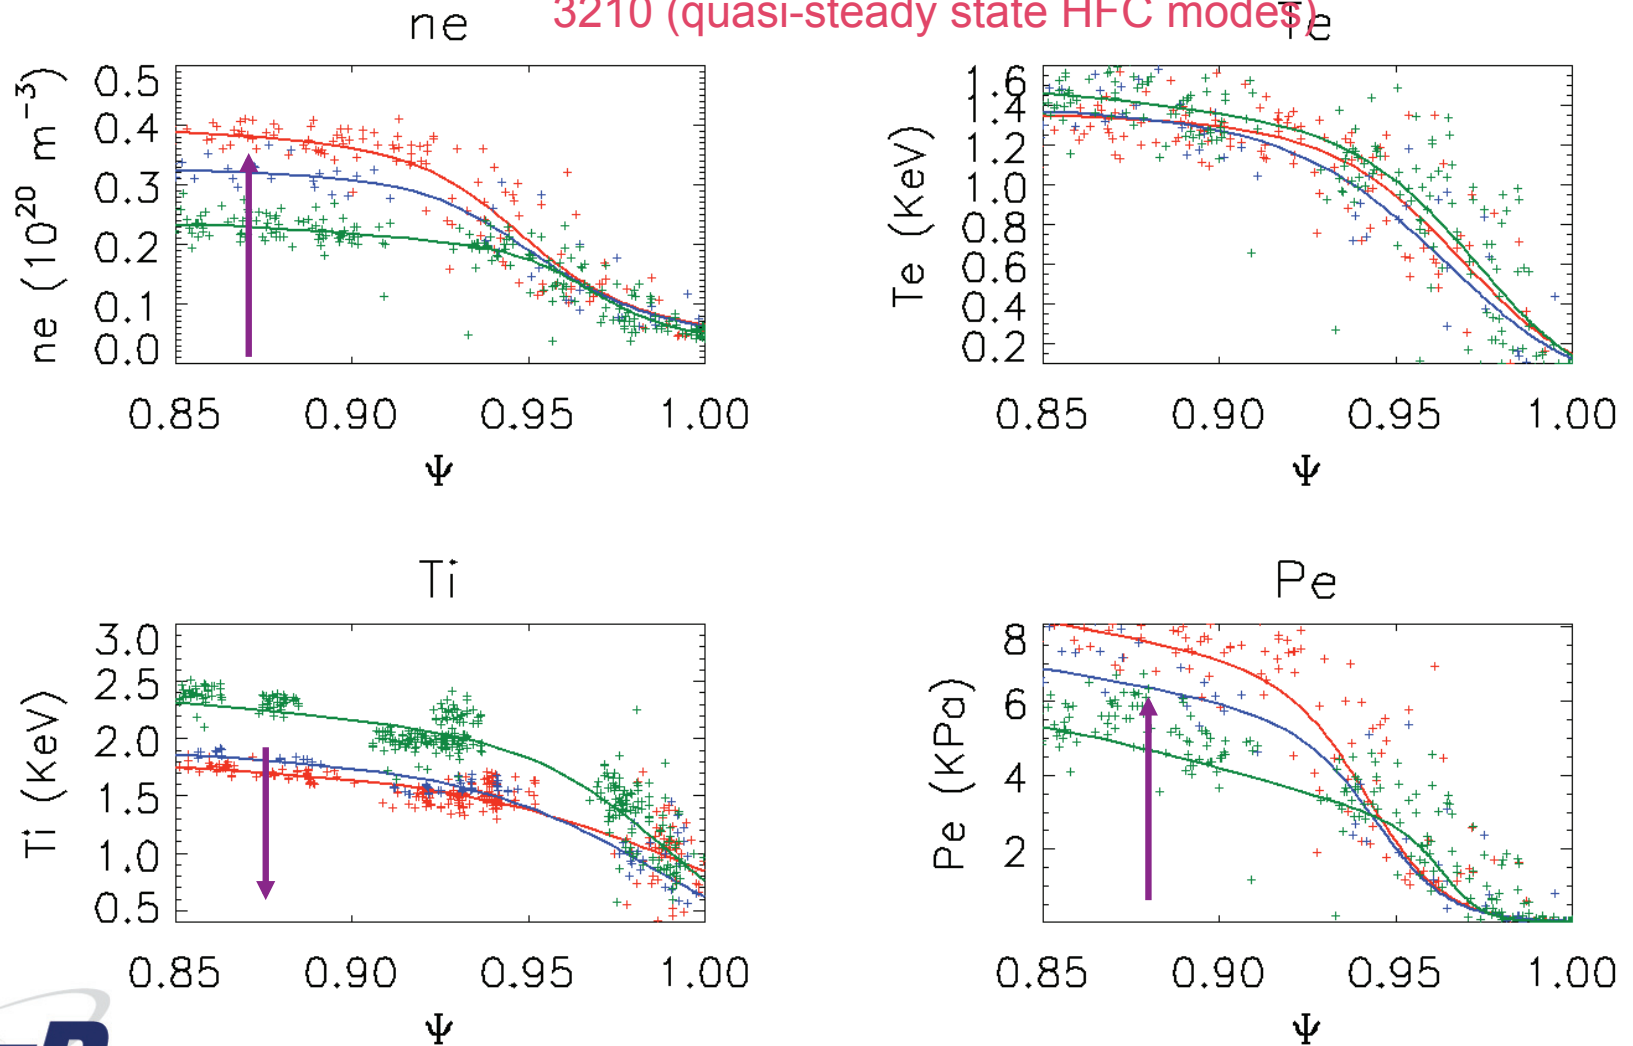 3210 (quasi-steady state HFC modes)
ne
Te
ne (10^20 m^-3)
0.5
0.4
0.3
0.2
0.1
0.0
0.85 0.90 0.95 1.00
Ψ
Te (KeV)
1.6
1.4
1.2
1.0
0.8
0.6
0.4
0.2
0.85 0.90 0.95 1.00
Ψ
Ti
Ti (KeV)
3.0
2.5
2.0
1.5
1.0
0.5
0.85 0.90 0.95 1.00
Ψ
Pe
Pe (KPa)
8
6
4
2
0.85 0.90 0.95 1.00
Ψ